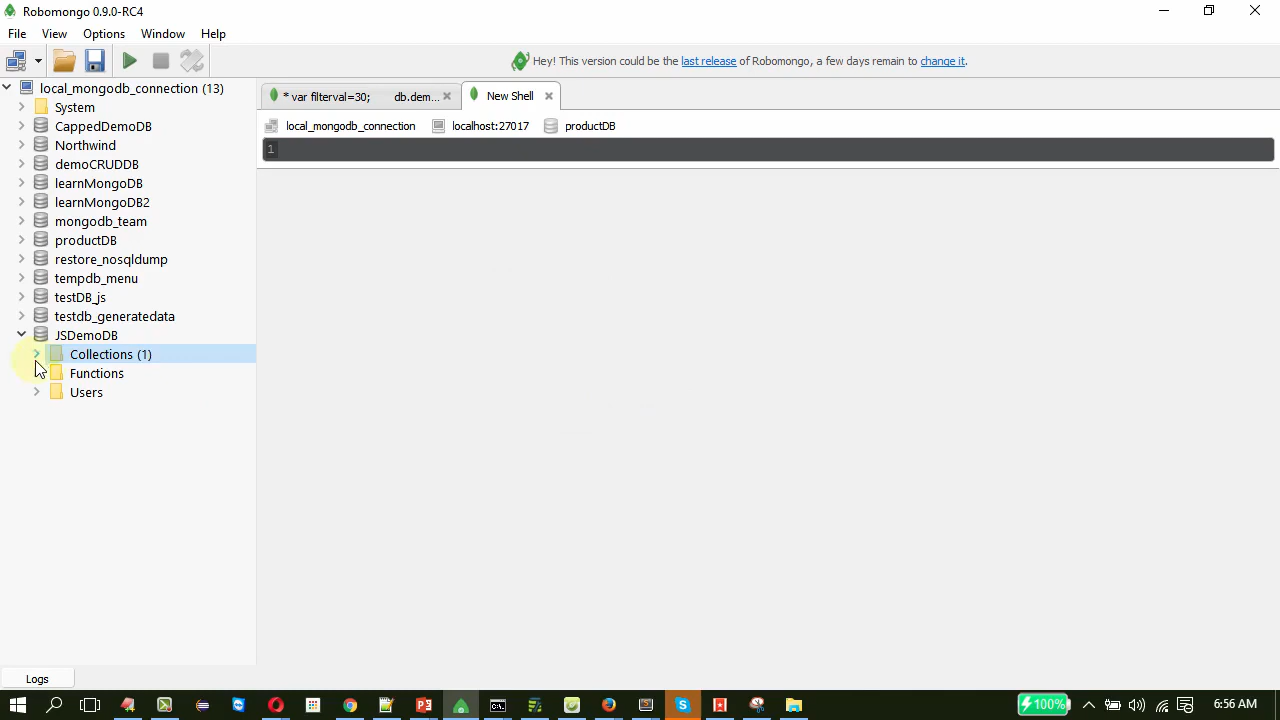 Robomongo 0.9.0-RC4
File View Options Window Help
Hey! This version could be the last release of Robomongo, a few days remain to change it.
local_mongodb_connection (13)
System
CappedDemoDB
Northwind
demoCRUDDB
learnMongoDB
learnMongoDB2
mongodb_team
productDB
restore_nosqldump
tempdb_menu
testDB_js
testdb_generatedata
JSDemoDB
Collections (1)
Functions
Users
* var filterval=30; db.dem...
New Shell
local_mongodb_connection localhost:27017 productDB
1
Logs
100%
6:56 AM